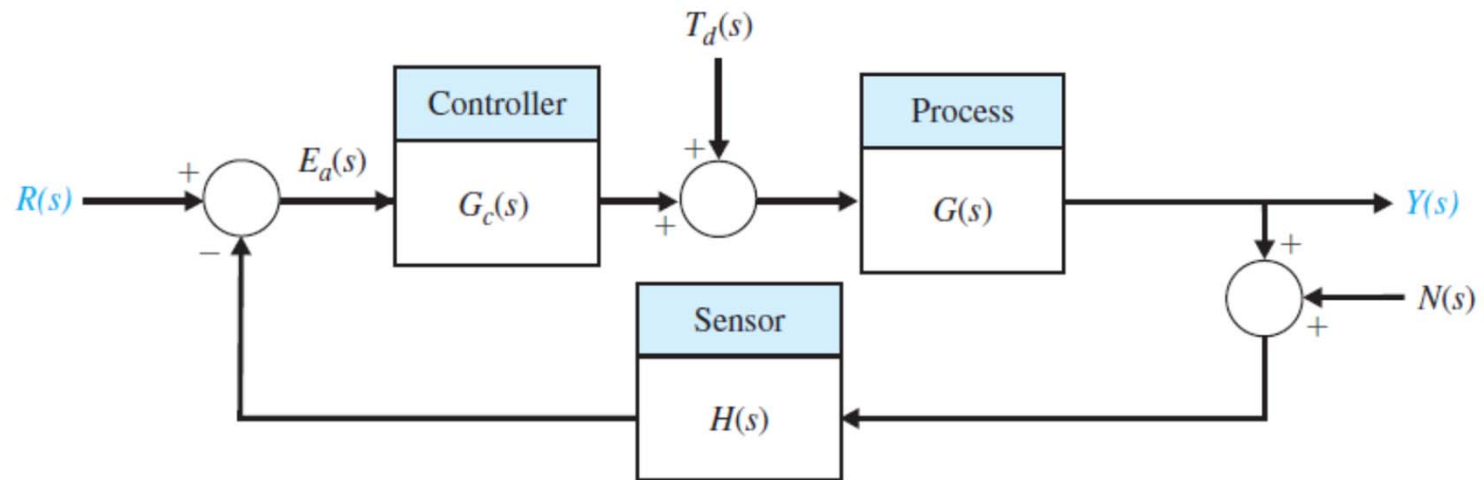 T_d(s)
Controller
Process
+
E_a(s)
+
R(s)
G_c(s)
G(s)
Y(s)
+
−
+
N(s)
+
Sensor
H(s)